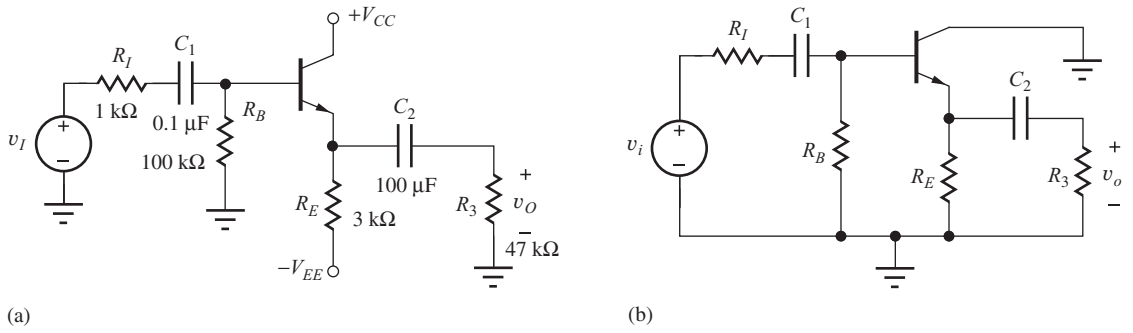 +V_CC
R_I
C_1
1 kΩ
0.1 µF
R_B
100 kΩ
v_I
+
−
C_2
100 µF
R_E
3 kΩ
R_3
+
v_O
−
47 kΩ
−V_EE
(a)
R_I
C_1
v_i
+
−
R_B
C_2
R_E
R_3
+
v_o
−
(b)